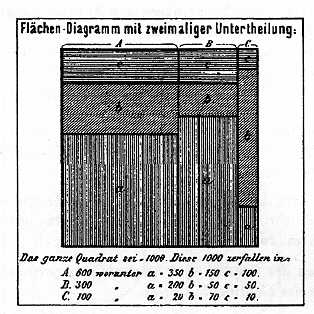 Flächen-Diagramm mit zweimaliger Untertheilung:
A B C
c c c
b b b
a a a
Das ganze Quadrat sei = 1000. Diese 1000 zerfallen in:
A. 600 worunter a = 350 b = 150 c = 100.
B. 300 „ a = 200 b = 50 c = 50.
C. 100 „ a = 20 b = 70 c = 10.